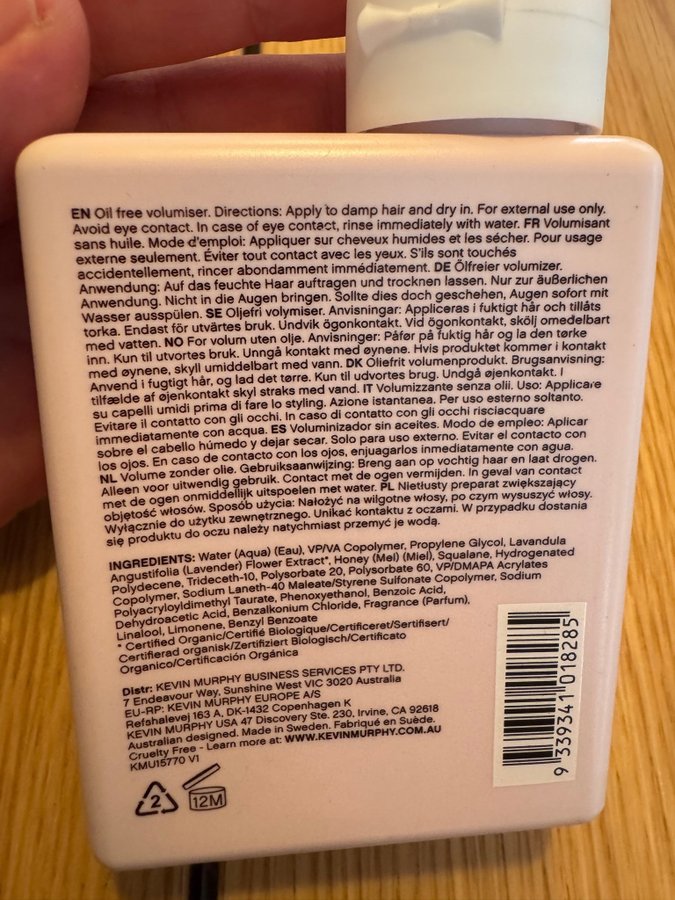 EN Oil free volumiser. Directions: Apply to damp hair and dry in. For external use only.
Avoid eye contact. In case of eye contact, rinse immediately with water. FR Volumisant
sans huile. Mode d'emploi: Appliquer sur cheveux humides et les sécher. Pour usage
externe seulement. Éviter tout contact avec les yeux. S'ils sont touchés
accidentellement, rincer abondamment immédiatement. DE Ölfreier volumizer.
Anwendung: Auf das feuchte Haar auftragen und trocknen lassen. Nur zur äußerlichen
Anwendung. Nicht in die Augen bringen. Sollte dies doch geschehen, Augen sofort mit
Wasser ausspülen. SE Oljefri volymiser. Anvisningar: Appliceras i fuktigt hår och tillåts
torka. Endast för utvärtes bruk. Undvik ögonkontakt. Vid ögonkontakt, skölj omedelbart
med vatten. NO For volum uten olje. Anvisninger: Påfør på fuktig hår og la den tørke
inn. Kun til utvortes bruk. Unngå kontakt med øynene. Hvis produktet kommer i kontakt
med øynene, skyll umiddelbart med vann. DK Oliefrit volumenprodukt. Brugsanvisning:
Anvend i fugtigt hår, og lad det tørre. Kun til udvortes brug. Undgå øjenkontakt. I
tilfælde af øjenkontakt skyl straks med vand. IT Volumizzante senza olii. Uso: Applicare
su capelli umidi prima di fare lo styling. Azione istantanea. Per uso esterno soltanto.
Evitare il contatto con gli occhi. In caso di contatto con gli occhi risciacquare
immediatamente con acqua. ES Voluminizador sin aceites. Modo de empleo: Aplicar
sobre el cabello húmedo y dejar secar. Solo para uso externo. Evitar el contacto con
los ojos. En caso de contacto con los ojos, enjuagarlos inmediatamente con agua.
NL Volume zonder olie. Gebruiksaanwijzing: Breng aan op vochtig haar en laat drogen.
Alleen voor uitwendig gebruik. Contact met de ogen vermijden. In geval van contact
met de ogen onmiddellijk uitspoelen met water. PL Nietłusty preparat zwiększający
objętość włosów. Sposób użycia: Nałożyć na wilgotne włosy, po czym wysuszyć włosy.
Wyłącznie do użytku zewnętrznego. Unikać kontaktu z oczami. W przypadku dostania
się produktu do oczu należy natychmiast przemyć je wodą.
INGREDIENTS: Water (Aqua) (Eau), VP/VA Copolymer, Propylene Glycol, Lavandula
Angustifolia (Lavender) Flower Extract*, Honey (Mel) (Miel), Squalane, Hydrogenated
Polydecene, Trideceth-10, Polysorbate 20, Polysorbate 60, VP/DMAPA Acrylates
Copolymer, Sodium Laneth-40 Maleate/Styrene Sulfonate Copolymer, Sodium
Polyacryloyldimethyl Taurate, Phenoxyethanol, Benzoic Acid,
Dehydroacetic Acid, Benzalkonium Chloride, Fragrance (Parfum),
Linalool, Limonene, Benzyl Benzoate
* Certified Organic/Certifié Biologique/Certificeret/Sertifisert/
Certifierad organisk/Zertifiziert Biologisch/Certificato
Organico/Certificación Orgánica
Distr: KEVIN MURPHY BUSINESS SERVICES PTY LTD.
7 Endeavour Way, Sunshine West VIC 3020 Australia
EU-RP: KEVIN MURPHY EUROPE A/S
Refshalevej 163 A, DK-1432 Copenhagen K
KEVIN MURPHY USA 47 Discovery Ste. 230, Irvine, CA 92618
Australian designed. Made in Sweden. Fabriqué en Suède.
Cruelty Free - Learn more at: WWW.KEVINMURPHY.COM.AU
KMU15770 V1
2
12M
9 339341 018285